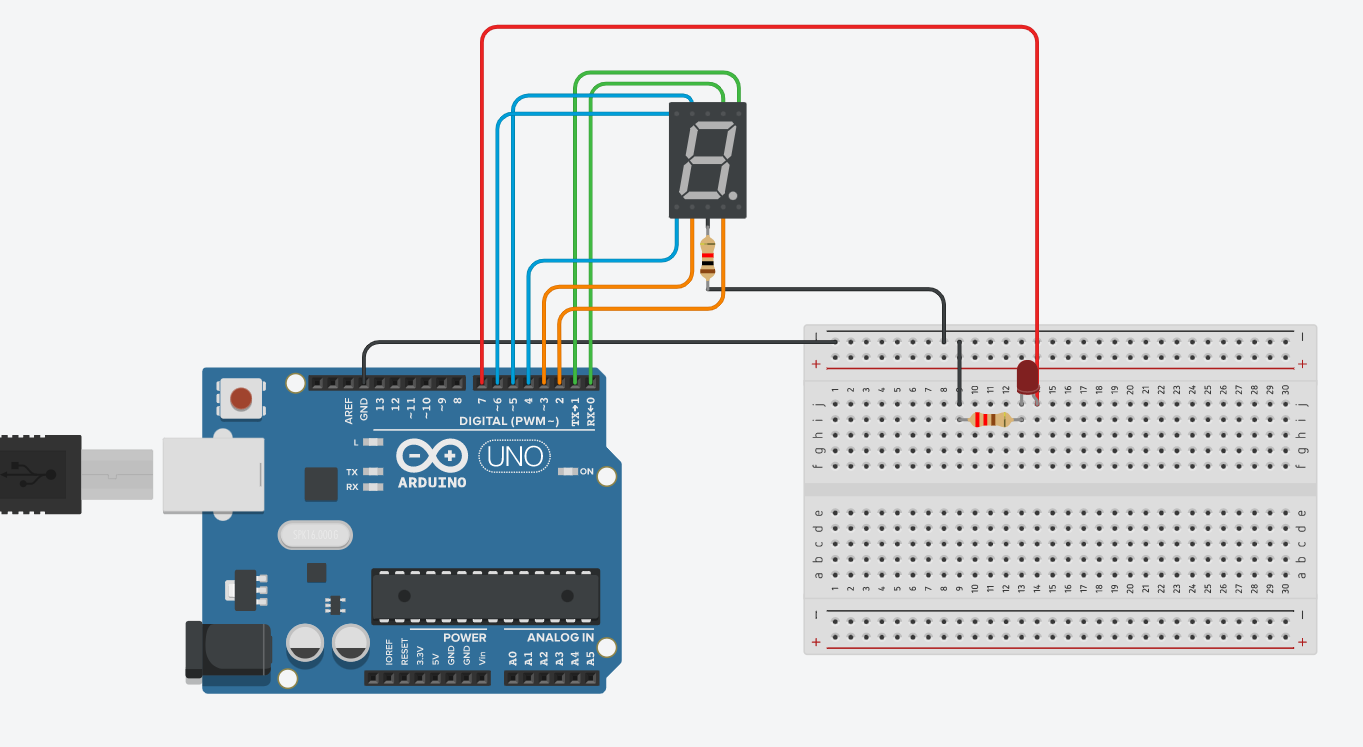 AREF
GND
13
12
~11
~10
~9
8
7
~6
~5
4
~3
2
TX→1
RX←0
DIGITAL (PWM~)
L
TX
RX
UNO
ARDUINO
ON
POWER
ANALOG IN
IOREF
RESET
3.3V
5V
GND
GND
Vin
A0
A1
A2
A3
A4
A5
− −
+ +
1 2 3 4 5 6 7 8 9 10 11 12 13 14 15 16 17 18 19 20 21 22 23 24 25 26 27 28 29 30
j j
i i
h h
g g
f f
e e
d d
c c
b b
a a
1 2 3 4 5 6 7 8 9 10 11 12 13 14 15 16 17 18 19 20 21 22 23 24 25 26 27 28 29 30
− −
+ +